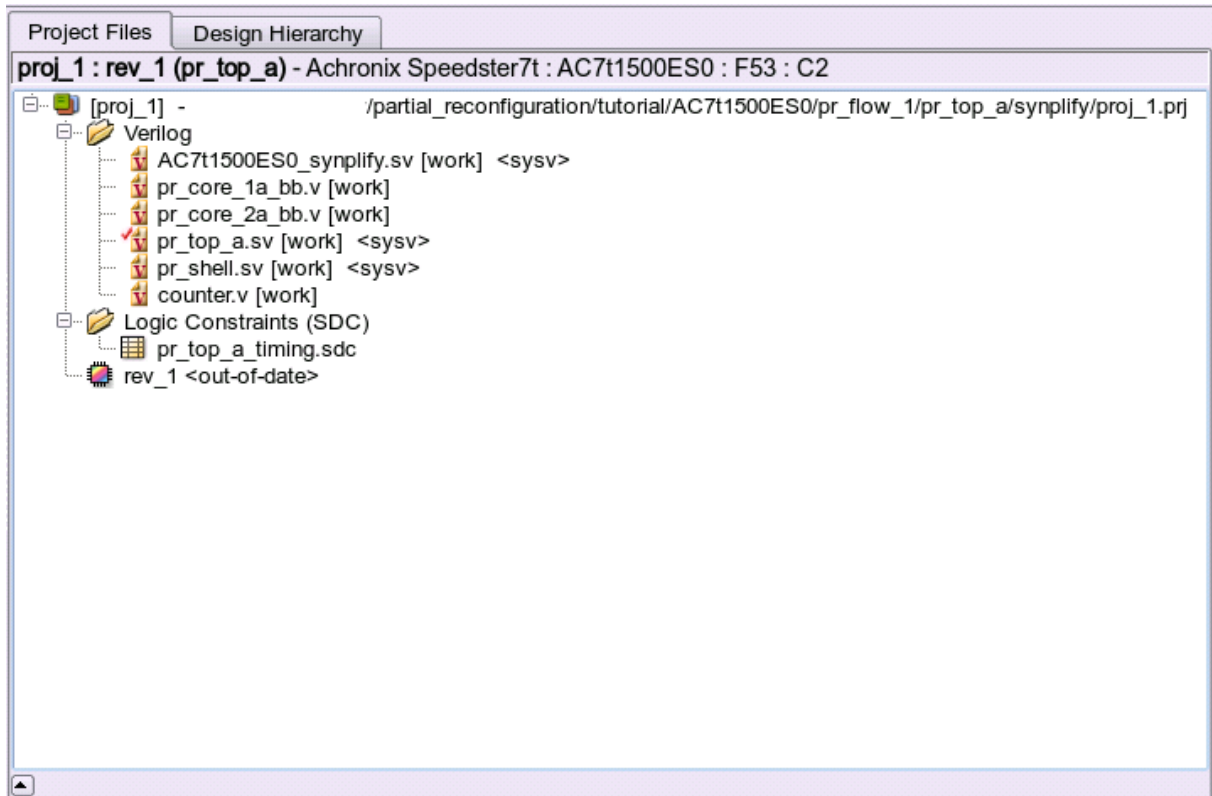 Project Files Design Hierarchy
proj_1 : rev_1 (pr_top_a) - Achronix Speedster7t : AC7t1500ES0 : F53 : C2
[proj_1] - /partial_reconfiguration/tutorial/AC7t1500ES0/pr_flow_1/pr_top_a/synplify/proj_1.prj
Verilog
AC7t1500ES0_synplify.sv [work] <sysv>
pr_core_1a_bb.v [work]
pr_core_2a_bb.v [work]
pr_top_a.sv [work] <sysv>
pr_shell.sv [work] <sysv>
counter.v [work]
Logic Constraints (SDC)
pr_top_a_timing.sdc
rev_1 <out-of-date>